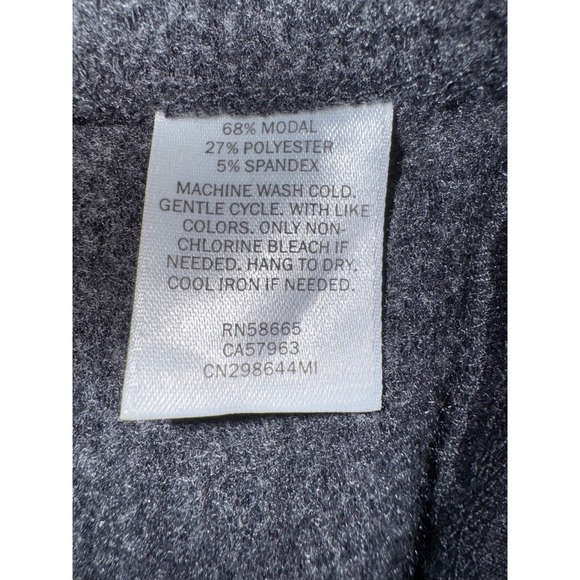 68% MODAL
27% POLYESTER
5% SPANDEX
MACHINE WASH COLD.
GENTLE CYCLE. WITH LIKE
COLORS. ONLY NON-
CHLORINE BLEACH IF
NEEDED. HANG TO DRY.
COOL IRON IF NEEDED.
RN58665
CA57963
CN298644MI